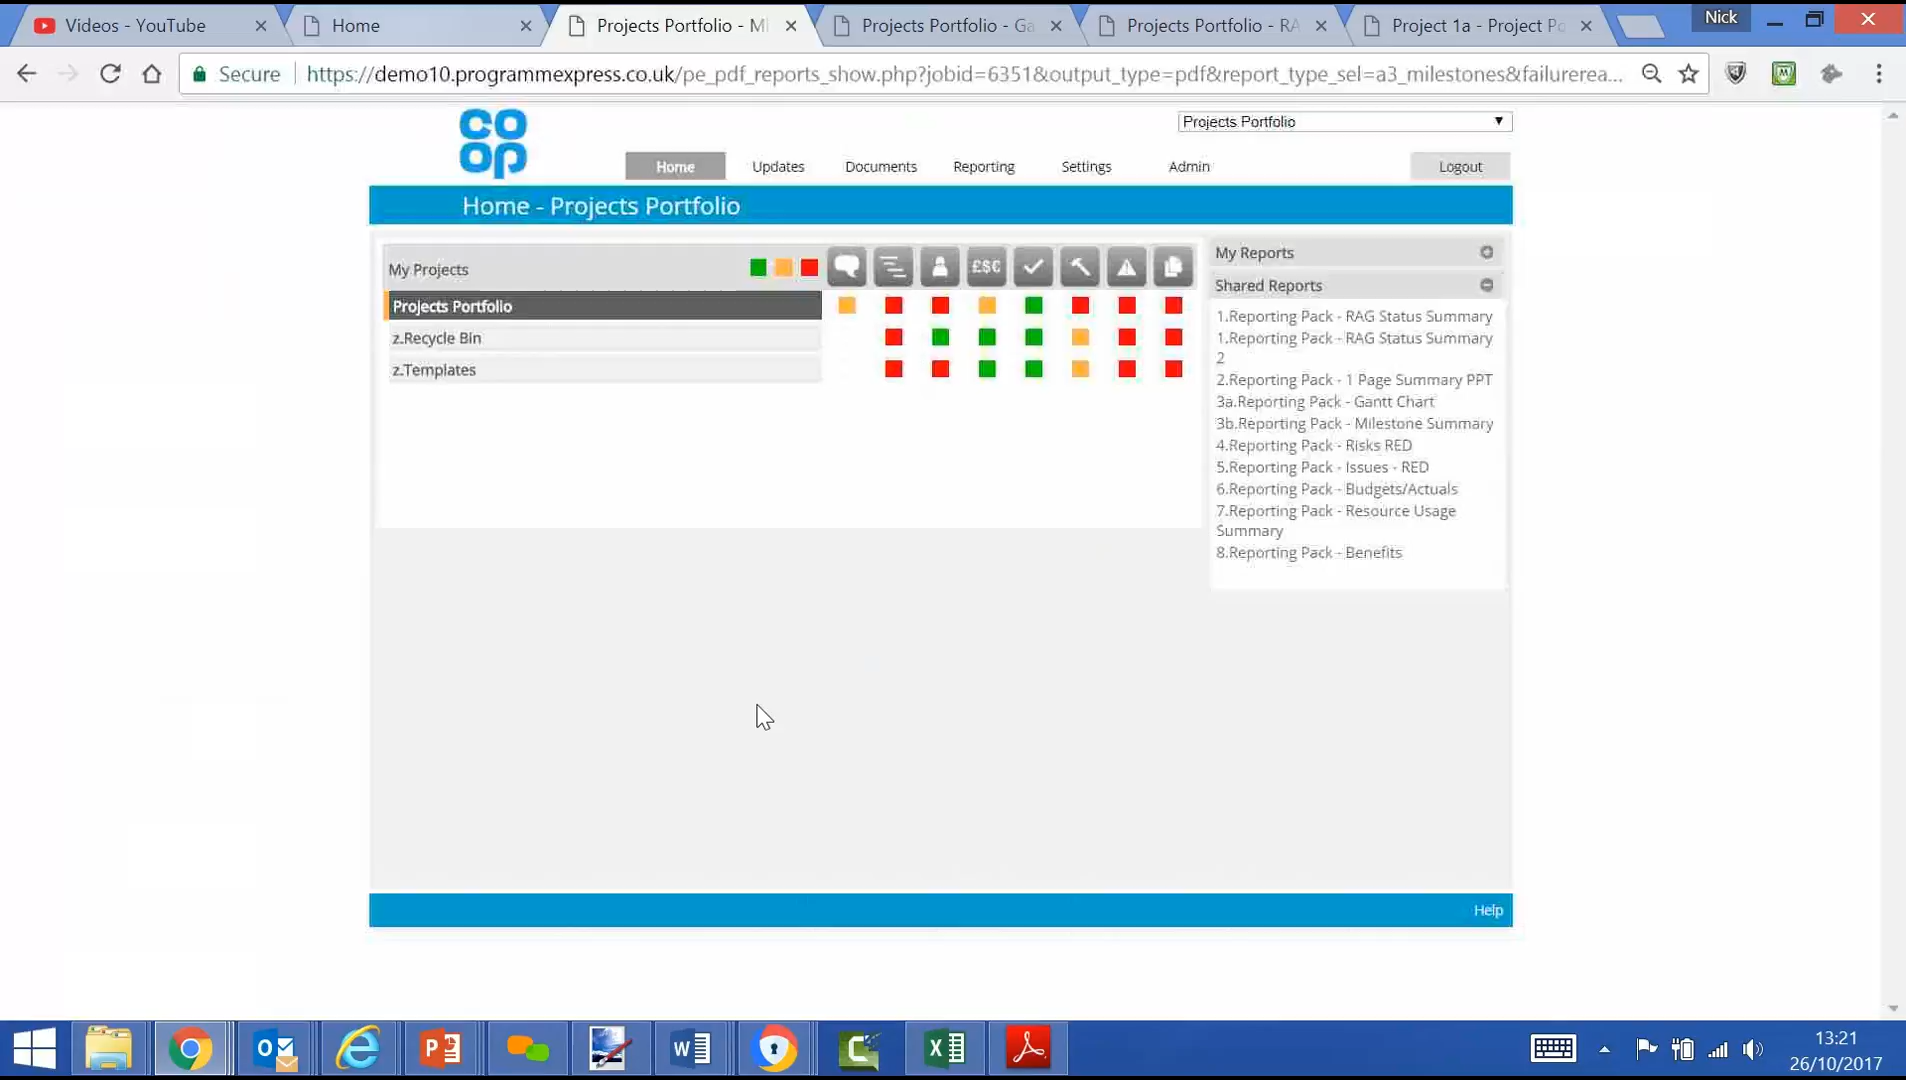 Videos - YouTube
Home
Projects Portfolio - Mi
Projects Portfolio - Ga
Projects Portfolio - RA
Project 1a - Project Po
Nick
Secure
https://demo10.programmexpress.co.uk/pe_pdf_reports_show.php?jobid=6351&output_type=pdf&report_type_sel=a3_milestones&failurerea...
co
op
Projects Portfolio
Home
Updates
Documents
Reporting
Settings
Admin
Logout
Home - Projects Portfolio
My Projects
£$€
Projects Portfolio
z.Recycle Bin
z.Templates
My Reports
Shared Reports
1.Reporting Pack - RAG Status Summary
1.Reporting Pack - RAG Status Summary
2
2.Reporting Pack - 1 Page Summary PPT
3a.Reporting Pack - Gantt Chart
3b.Reporting Pack - Milestone Summary
4.Reporting Pack - Risks RED
5.Reporting Pack - Issues - RED
6.Reporting Pack - Budgets/Actuals
7.Reporting Pack - Resource Usage
Summary
8.Reporting Pack - Benefits
Help
13:21
26/10/2017